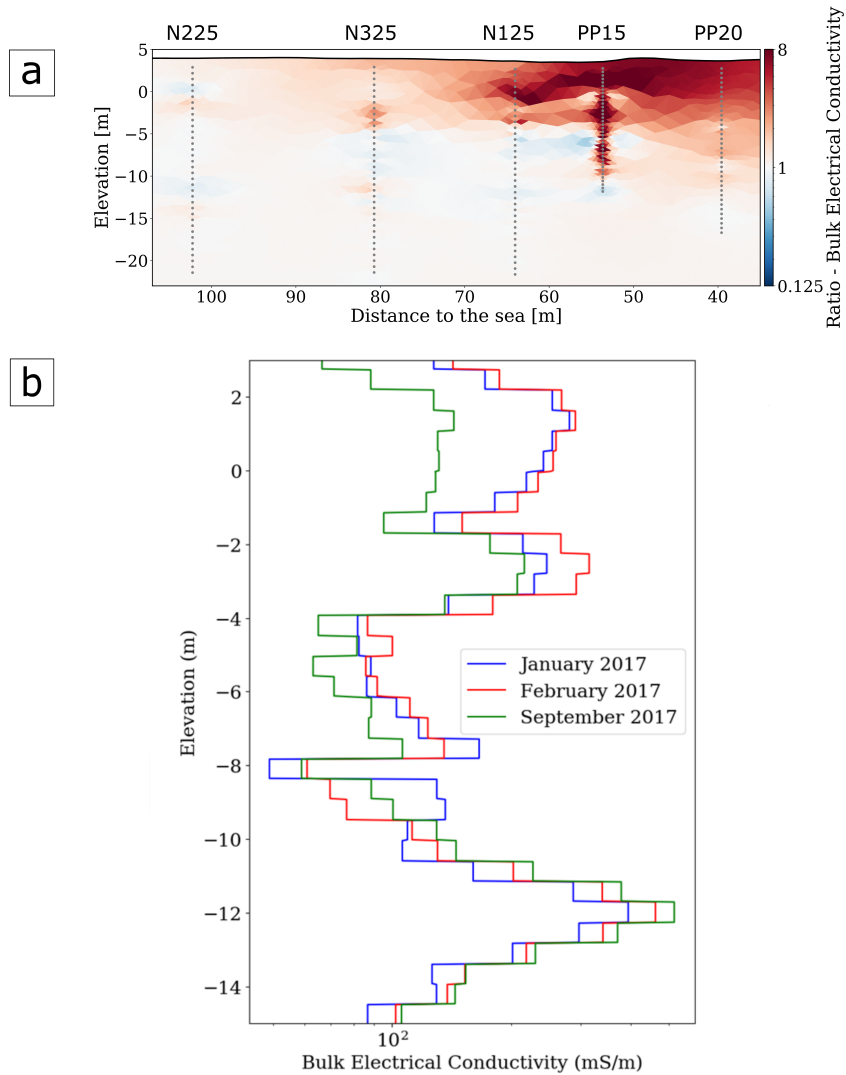 N225 N325 N125 PP15 PP20
a
5
0
−5
−10
−15
−20
Elevation [m]
100 90 80 70 60 50 40
Distance to the sea [m]
8
1
0.125
Ratio - Bulk Electrical Conductivity
b
2
0
−2
−4
−6
−8
−10
−12
−14
Elevation (m)
January 2017
February 2017
September 2017
10²
Bulk Electrical Conductivity (mS/m)